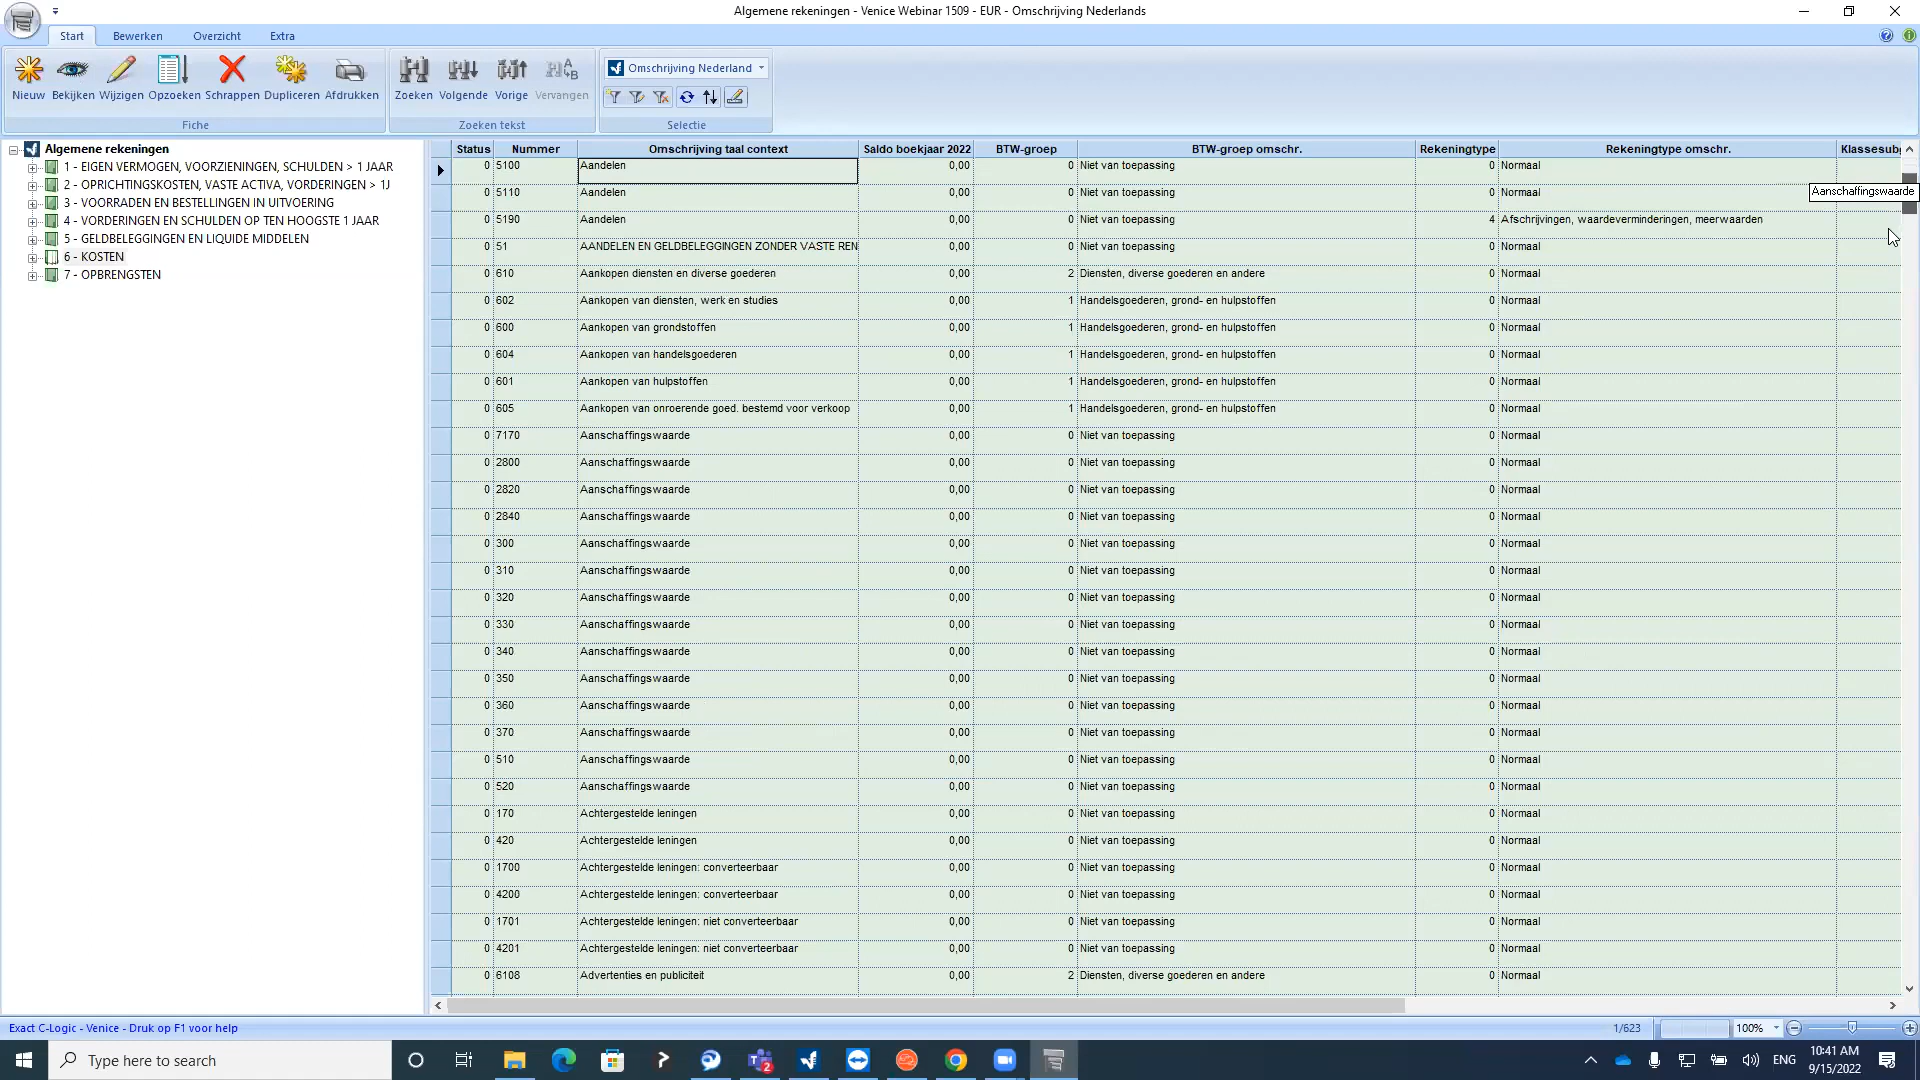 Algemene rekeningen - Venice Webinar 1509 - EUR - Omschrijving Nederlands
Start Bewerken Overzicht Extra
Nieuw Bekijken Wijzigen Opzoeken Schrappen Dupliceren Afdrukken Zoeken Volgende Vorige Vervangen Omschrijving Nederland
Fiche Zoeken tekst Selectie
Algemene rekeningen
1 - EIGEN VERMOGEN, VOORZIENINGEN, SCHULDEN > 1 JAAR
2 - OPRICHTINGSKOSTEN, VASTE ACTIVA, VORDERINGEN > 1J
3 - VOORRADEN EN BESTELLINGEN IN UITVOERING
4 - VORDERINGEN EN SCHULDEN OP TEN HOOGSTE 1 JAAR
5 - GELDBELEGGINGEN EN LIQUIDE MIDDELEN
6 - KOSTEN
7 - OPBRENGSTEN
Status Nummer Omschrijving taal context Saldo boekjaar 2022 BTW-groep BTW-groep omschr. Rekeningtype Rekeningtype omschr. Klassesub
0 5100 Aandelen 0,00 0 Niet van toepassing 0 Normaal
0 5110 Aandelen 0,00 0 Niet van toepassing 0 Normaal
Aanschaffingswaarde
0 5190 Aandelen 0,00 0 Niet van toepassing 4 Afschrijvingen, waardeverminderingen, meerwaarden
0 51 AANDELEN EN GELDBELEGGINGEN ZONDER VASTE REN 0,00 0 Niet van toepassing 0 Normaal
0 610 Aankopen diensten en diverse goederen 0,00 2 Diensten, diverse goederen en andere 0 Normaal
0 602 Aankopen van diensten, werk en studies 0,00 1 Handelsgoederen, grond- en hulpstoffen 0 Normaal
0 600 Aankopen van grondstoffen 0,00 1 Handelsgoederen, grond- en hulpstoffen 0 Normaal
0 604 Aankopen van handelsgoederen 0,00 1 Handelsgoederen, grond- en hulpstoffen 0 Normaal
0 601 Aankopen van hulpstoffen 0,00 1 Handelsgoederen, grond- en hulpstoffen 0 Normaal
0 605 Aankopen van onroerende goed. bestemd voor verkoop 0,00 1 Handelsgoederen, grond- en hulpstoffen 0 Normaal
0 7170 Aanschaffingswaarde 0,00 0 Niet van toepassing 0 Normaal
0 2800 Aanschaffingswaarde 0,00 0 Niet van toepassing 0 Normaal
0 2820 Aanschaffingswaarde 0,00 0 Niet van toepassing 0 Normaal
0 2840 Aanschaffingswaarde 0,00 0 Niet van toepassing 0 Normaal
0 300 Aanschaffingswaarde 0,00 0 Niet van toepassing 0 Normaal
0 310 Aanschaffingswaarde 0,00 0 Niet van toepassing 0 Normaal
0 320 Aanschaffingswaarde 0,00 0 Niet van toepassing 0 Normaal
0 330 Aanschaffingswaarde 0,00 0 Niet van toepassing 0 Normaal
0 340 Aanschaffingswaarde 0,00 0 Niet van toepassing 0 Normaal
0 350 Aanschaffingswaarde 0,00 0 Niet van toepassing 0 Normaal
0 360 Aanschaffingswaarde 0,00 0 Niet van toepassing 0 Normaal
0 370 Aanschaffingswaarde 0,00 0 Niet van toepassing 0 Normaal
0 510 Aanschaffingswaarde 0,00 0 Niet van toepassing 0 Normaal
0 520 Aanschaffingswaarde 0,00 0 Niet van toepassing 0 Normaal
0 170 Achtergestelde leningen 0,00 0 Niet van toepassing 0 Normaal
0 420 Achtergestelde leningen 0,00 0 Niet van toepassing 0 Normaal
0 1700 Achtergestelde leningen: converteerbaar 0,00 0 Niet van toepassing 0 Normaal
0 4200 Achtergestelde leningen: converteerbaar 0,00 0 Niet van toepassing 0 Normaal
0 1701 Achtergestelde leningen: niet converteerbaar 0,00 0 Niet van toepassing 0 Normaal
0 4201 Achtergestelde leningen: niet converteerbaar 0,00 0 Niet van toepassing 0 Normaal
0 6108 Advertenties en publiciteit 0,00 2 Diensten, diverse goederen en andere 0 Normaal
Exact C-Logic - Venice - Druk op F1 voor help 1/623 100%
Type here to search 2 ENG 10:41 AM
9/15/2022